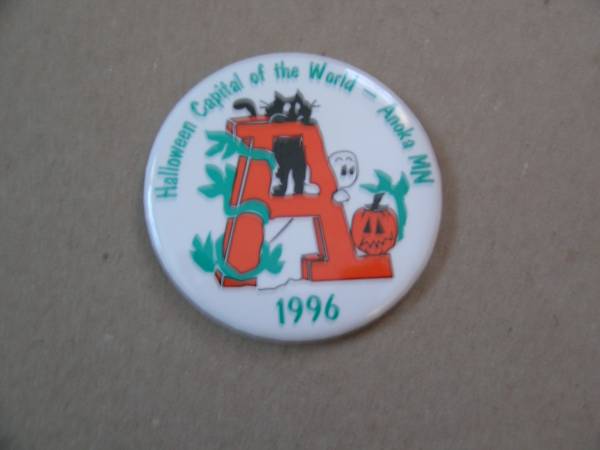 Halloween Capital of the World – Anoka MN
A
1996